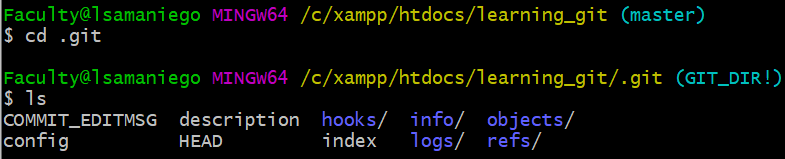 Faculty@lsamaniego MINGW64 /c/xampp/htdocs/learning_git (master)
$ cd .git
Faculty@lsamaniego MINGW64 /c/xampp/htdocs/learning_git/.git (GIT_DIR!)
$ ls
COMMIT_EDITMSG  description  hooks/  info/  objects/
config          HEAD         index   logs/  refs/